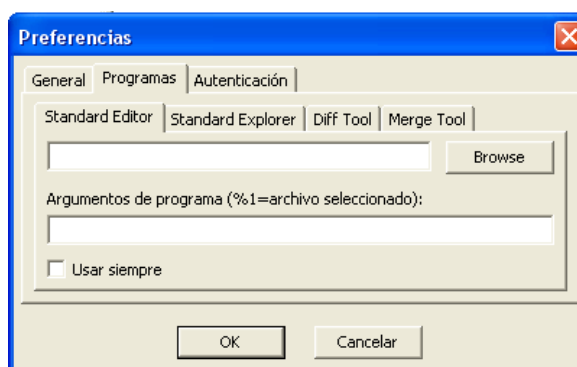 Preferencias
General Programas Autenticación
Standard Editor Standard Explorer Diff Tool Merge Tool
Browse
Argumentos de programa (%1=archivo seleccionado):
Usar siempre
OK Cancelar